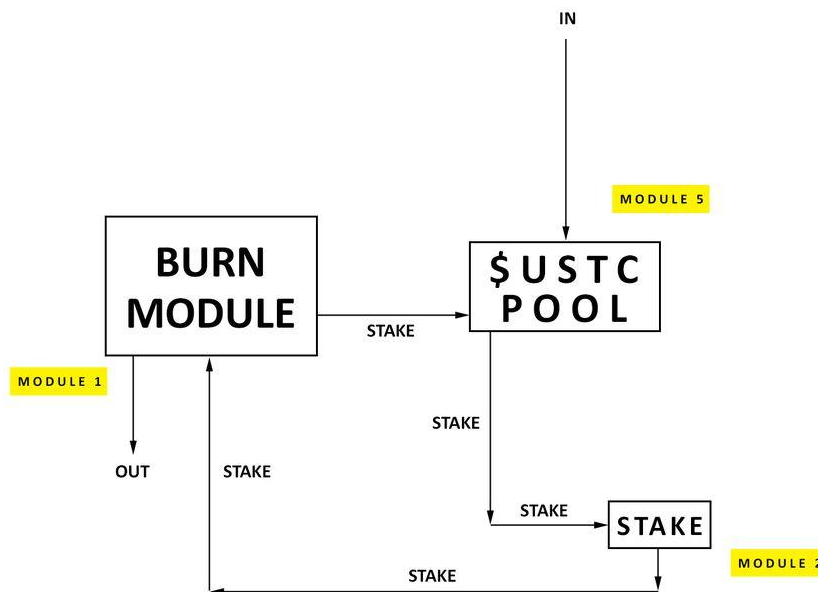 IN
MODULE 5
BURN
MODULE
$USTC
POOL
STAKE
MODULE 1
STAKE
OUT
STAKE
STAKE
STAKE
MODULE 2
STAKE